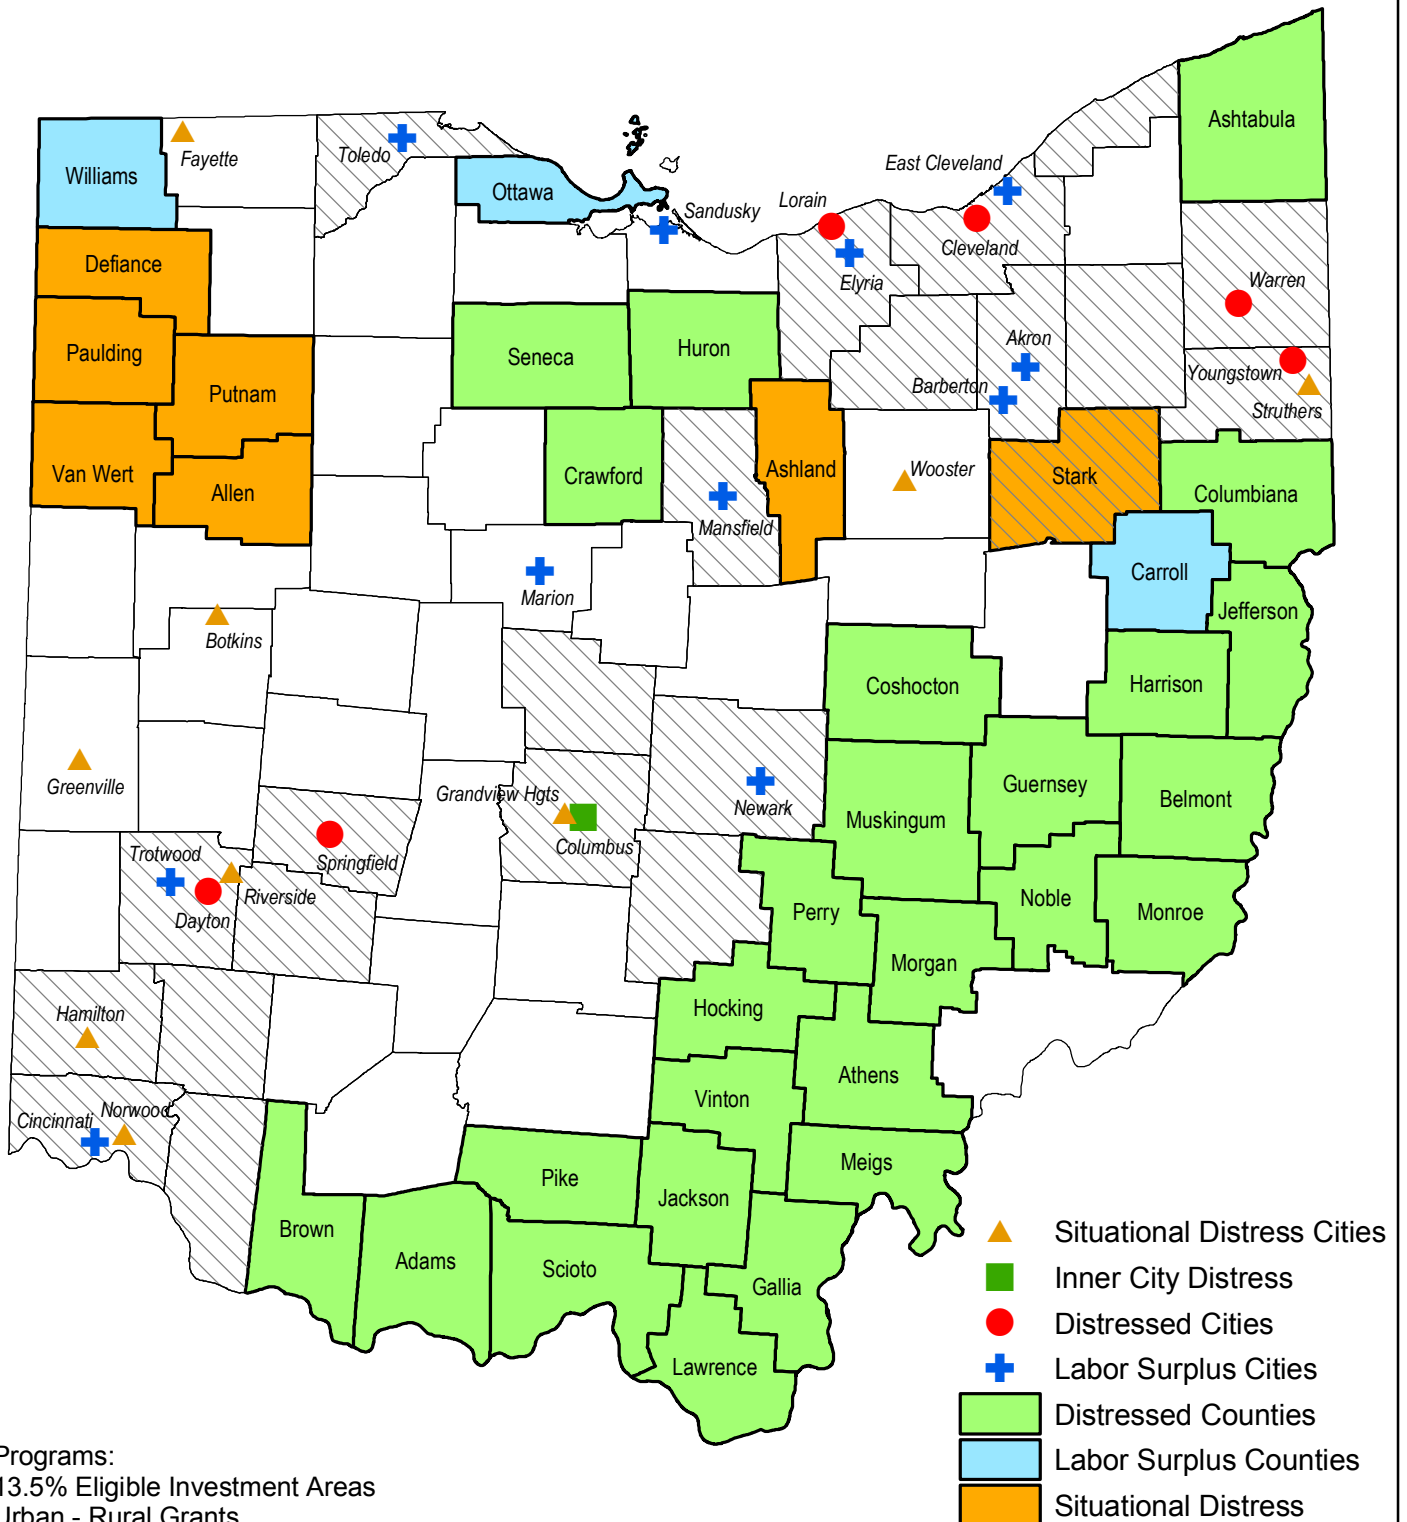 Ashtabula
Williams
Fayette
Toledo
East Cleveland
Ottawa
Lorain
Sandusky
Cleveland
Defiance
Elyria
Warren
Paulding
Seneca
Huron
Akron
Youngstown
Putnam
Barberton
Struthers
Van Wert
Allen
Crawford
Ashland
Wooster
Stark
Columbiana
Mansfield
Marion
Carroll
Jefferson
Botkins
Coshocton
Harrison
Greenville
Grandview Hgts
Newark
Guernsey
Belmont
Muskingum
Columbus
Trotwood
Springfield
Riverside
Dayton
Perry
Noble
Monroe
Morgan
Hocking
Hamilton
Athens
Vinton
Cincinnati
Norwood
Meigs
Pike
Jackson
Brown
Adams
Scioto
Gallia
Lawrence
Situational Distress Cities
Inner City Distress
Distressed Cities
Labor Surplus Cities
Distressed Counties
Labor Surplus Counties
Situational Distress
Programs:
13.5% Eligible Investment Areas
Urban - Rural Grants